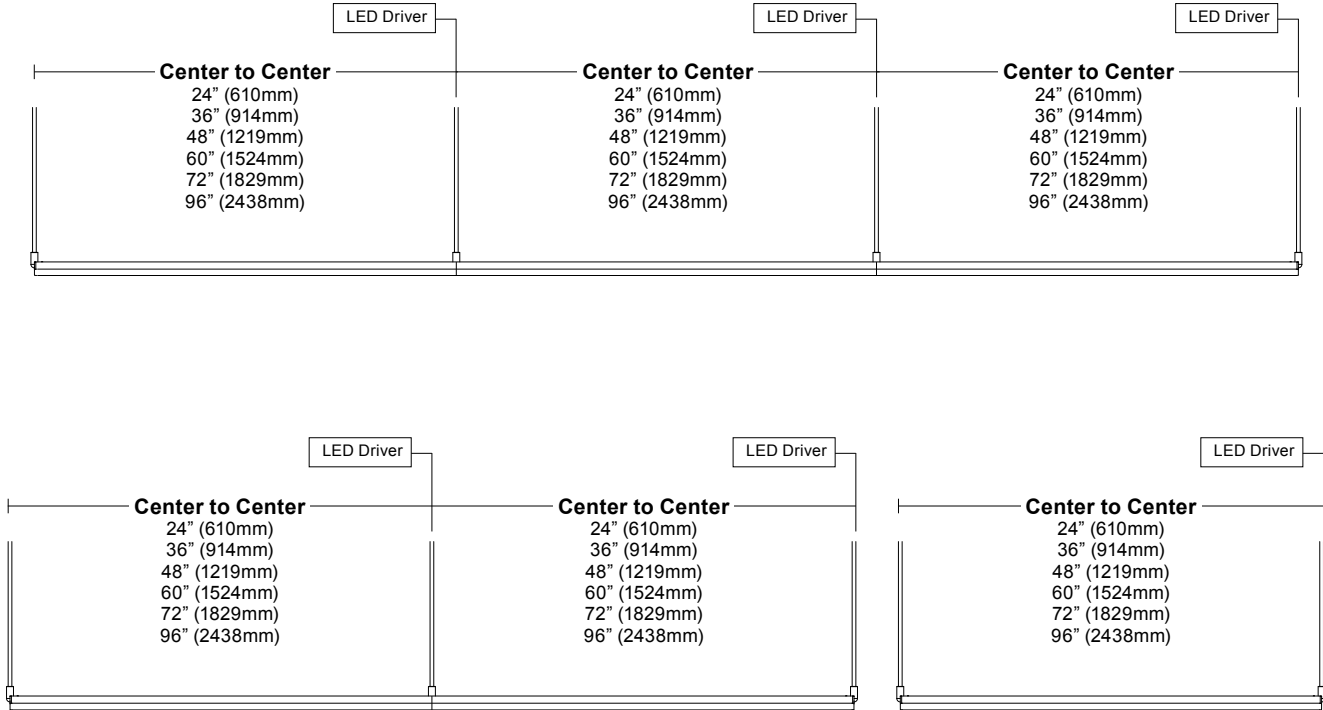 LED Driver
LED Driver
LED Driver
Center to Center
24” (610mm)
36” (914mm)
48” (1219mm)
60” (1524mm)
72” (1829mm)
96” (2438mm)
Center to Center
24” (610mm)
36” (914mm)
48” (1219mm)
60” (1524mm)
72” (1829mm)
96” (2438mm)
Center to Center
24” (610mm)
36” (914mm)
48” (1219mm)
60” (1524mm)
72” (1829mm)
96” (2438mm)
LED Driver
LED Driver
LED Driver
Center to Center
24” (610mm)
36” (914mm)
48” (1219mm)
60” (1524mm)
72” (1829mm)
96” (2438mm)
Center to Center
24” (610mm)
36” (914mm)
48” (1219mm)
60” (1524mm)
72” (1829mm)
96” (2438mm)
Center to Center
24” (610mm)
36” (914mm)
48” (1219mm)
60” (1524mm)
72” (1829mm)
96” (2438mm)